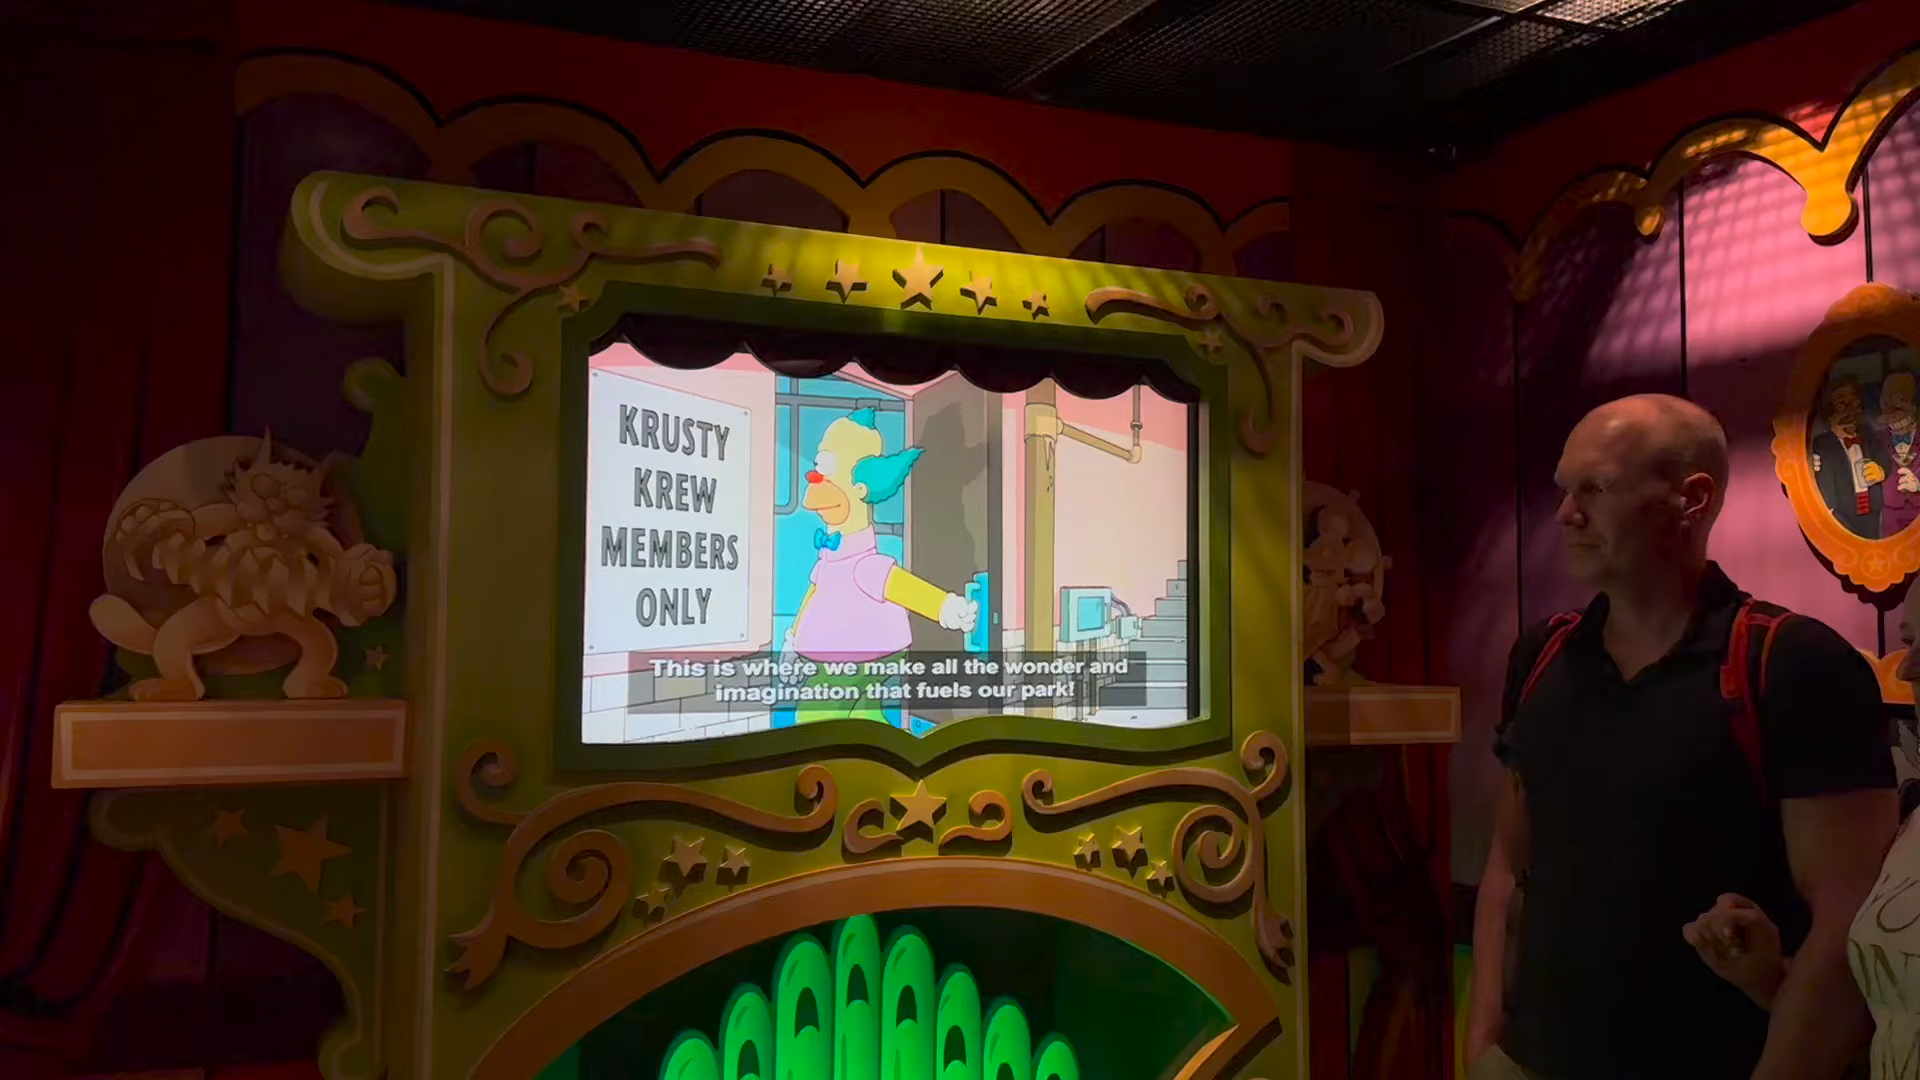 KRUSTY
KREW
MEMBERS
ONLY
This is where we make all the wonder and
imagination that fuels our park!